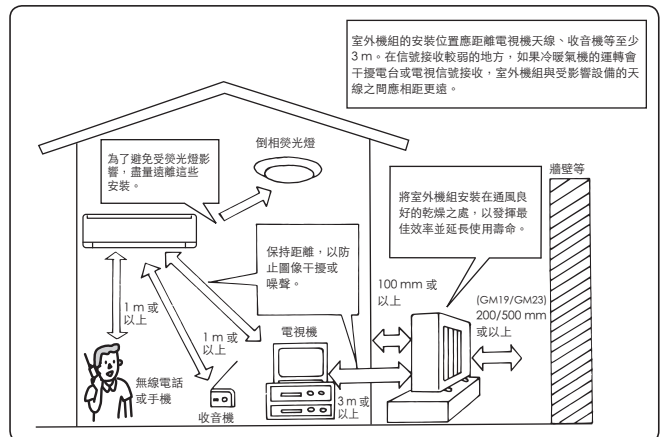 室外機組的安裝位置應距離電視機天線、收音機等至少
3 m。在信號接收較弱的地方，如果冷暖氣機的運轉會
干擾電台或電視信號接收，室外機組與受影響設備的天
線之間應相距更遠。
倒相熒光燈
為了避免受熒光燈影
響，盡量遠離這些
安裝。
牆壁等
將室外機組安裝在通風良
好的乾燥之處，以發揮最
佳效率並延長使用壽命。
保持距離，以防
止圖像干擾或
噪聲。
100 mm 或
以上
(GM19/GM23)
200/500 mm
或以上
1 m 或
以上
1 m 或
以上
電視機
無線電話
或手機
收音機
3 m 或
以上